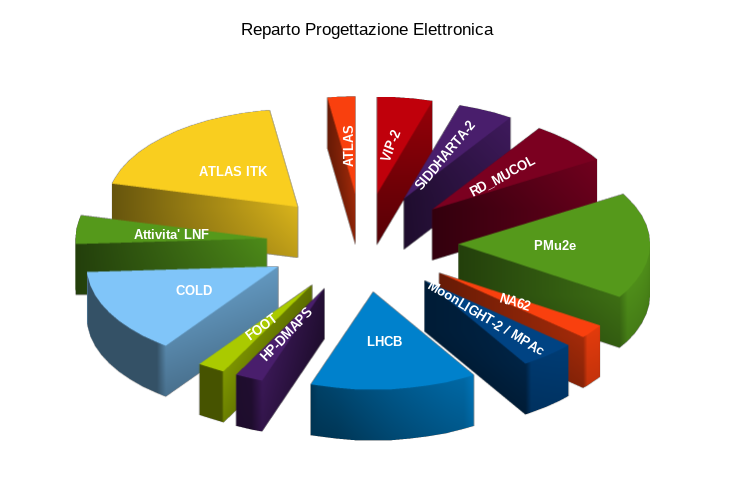 Reparto Progettazione Elettronica
ATLAS
VIP-2
SIDDHARTA-2
RD_MUCOL
PMu2e
NA62
MoonLIGHT-2 / MPAc
LHCB
HP-DMAPS
FOOT
COLD
Attivita' LNF
ATLAS ITK